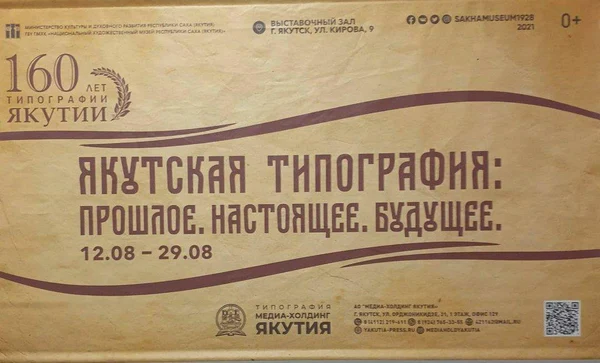 МИНИСТЕРСТВО КУЛЬТУРЫ И ДУХОВНОГО РАЗВИТИЯ РЕСПУБЛИКИ САХА (ЯКУТИЯ)
ГБУ ГМХК «НАЦИОНАЛЬНЫЙ ХУДОЖЕСТВЕННЫЙ МУЗЕЙ РЕСПУБЛИКИ САХА (ЯКУТИЯ)»
ВЫСТАВОЧНЫЙ ЗАЛ
Г. ЯКУТСК, УЛ. КИРОВА, 9
SAKHAMUSEUM1928
2021
0+
160 ЛЕТ
ТИПОГРАФИИ
ЯКУТИИ
ЯКУТСКАЯ ТИПОГРАФИЯ:
ПРОШЛОЕ. НАСТОЯЩЕЕ. БУДУЩЕЕ.
12.08 – 29.08
ТИПОГРАФИЯ
МЕДИА-ХОЛДИНГ
ЯКУТИЯ
АО "МЕДИА-ХОЛДИНГ ЯКУТИЯ"
Г. ЯКУТСК, УЛ. ОРДЖОНИКИДЗЕ, 31, 1 ЭТАЖ, ОФИС 129
YAKUTIA-PRESS.RU MEDIAHOLDYAKUTIA